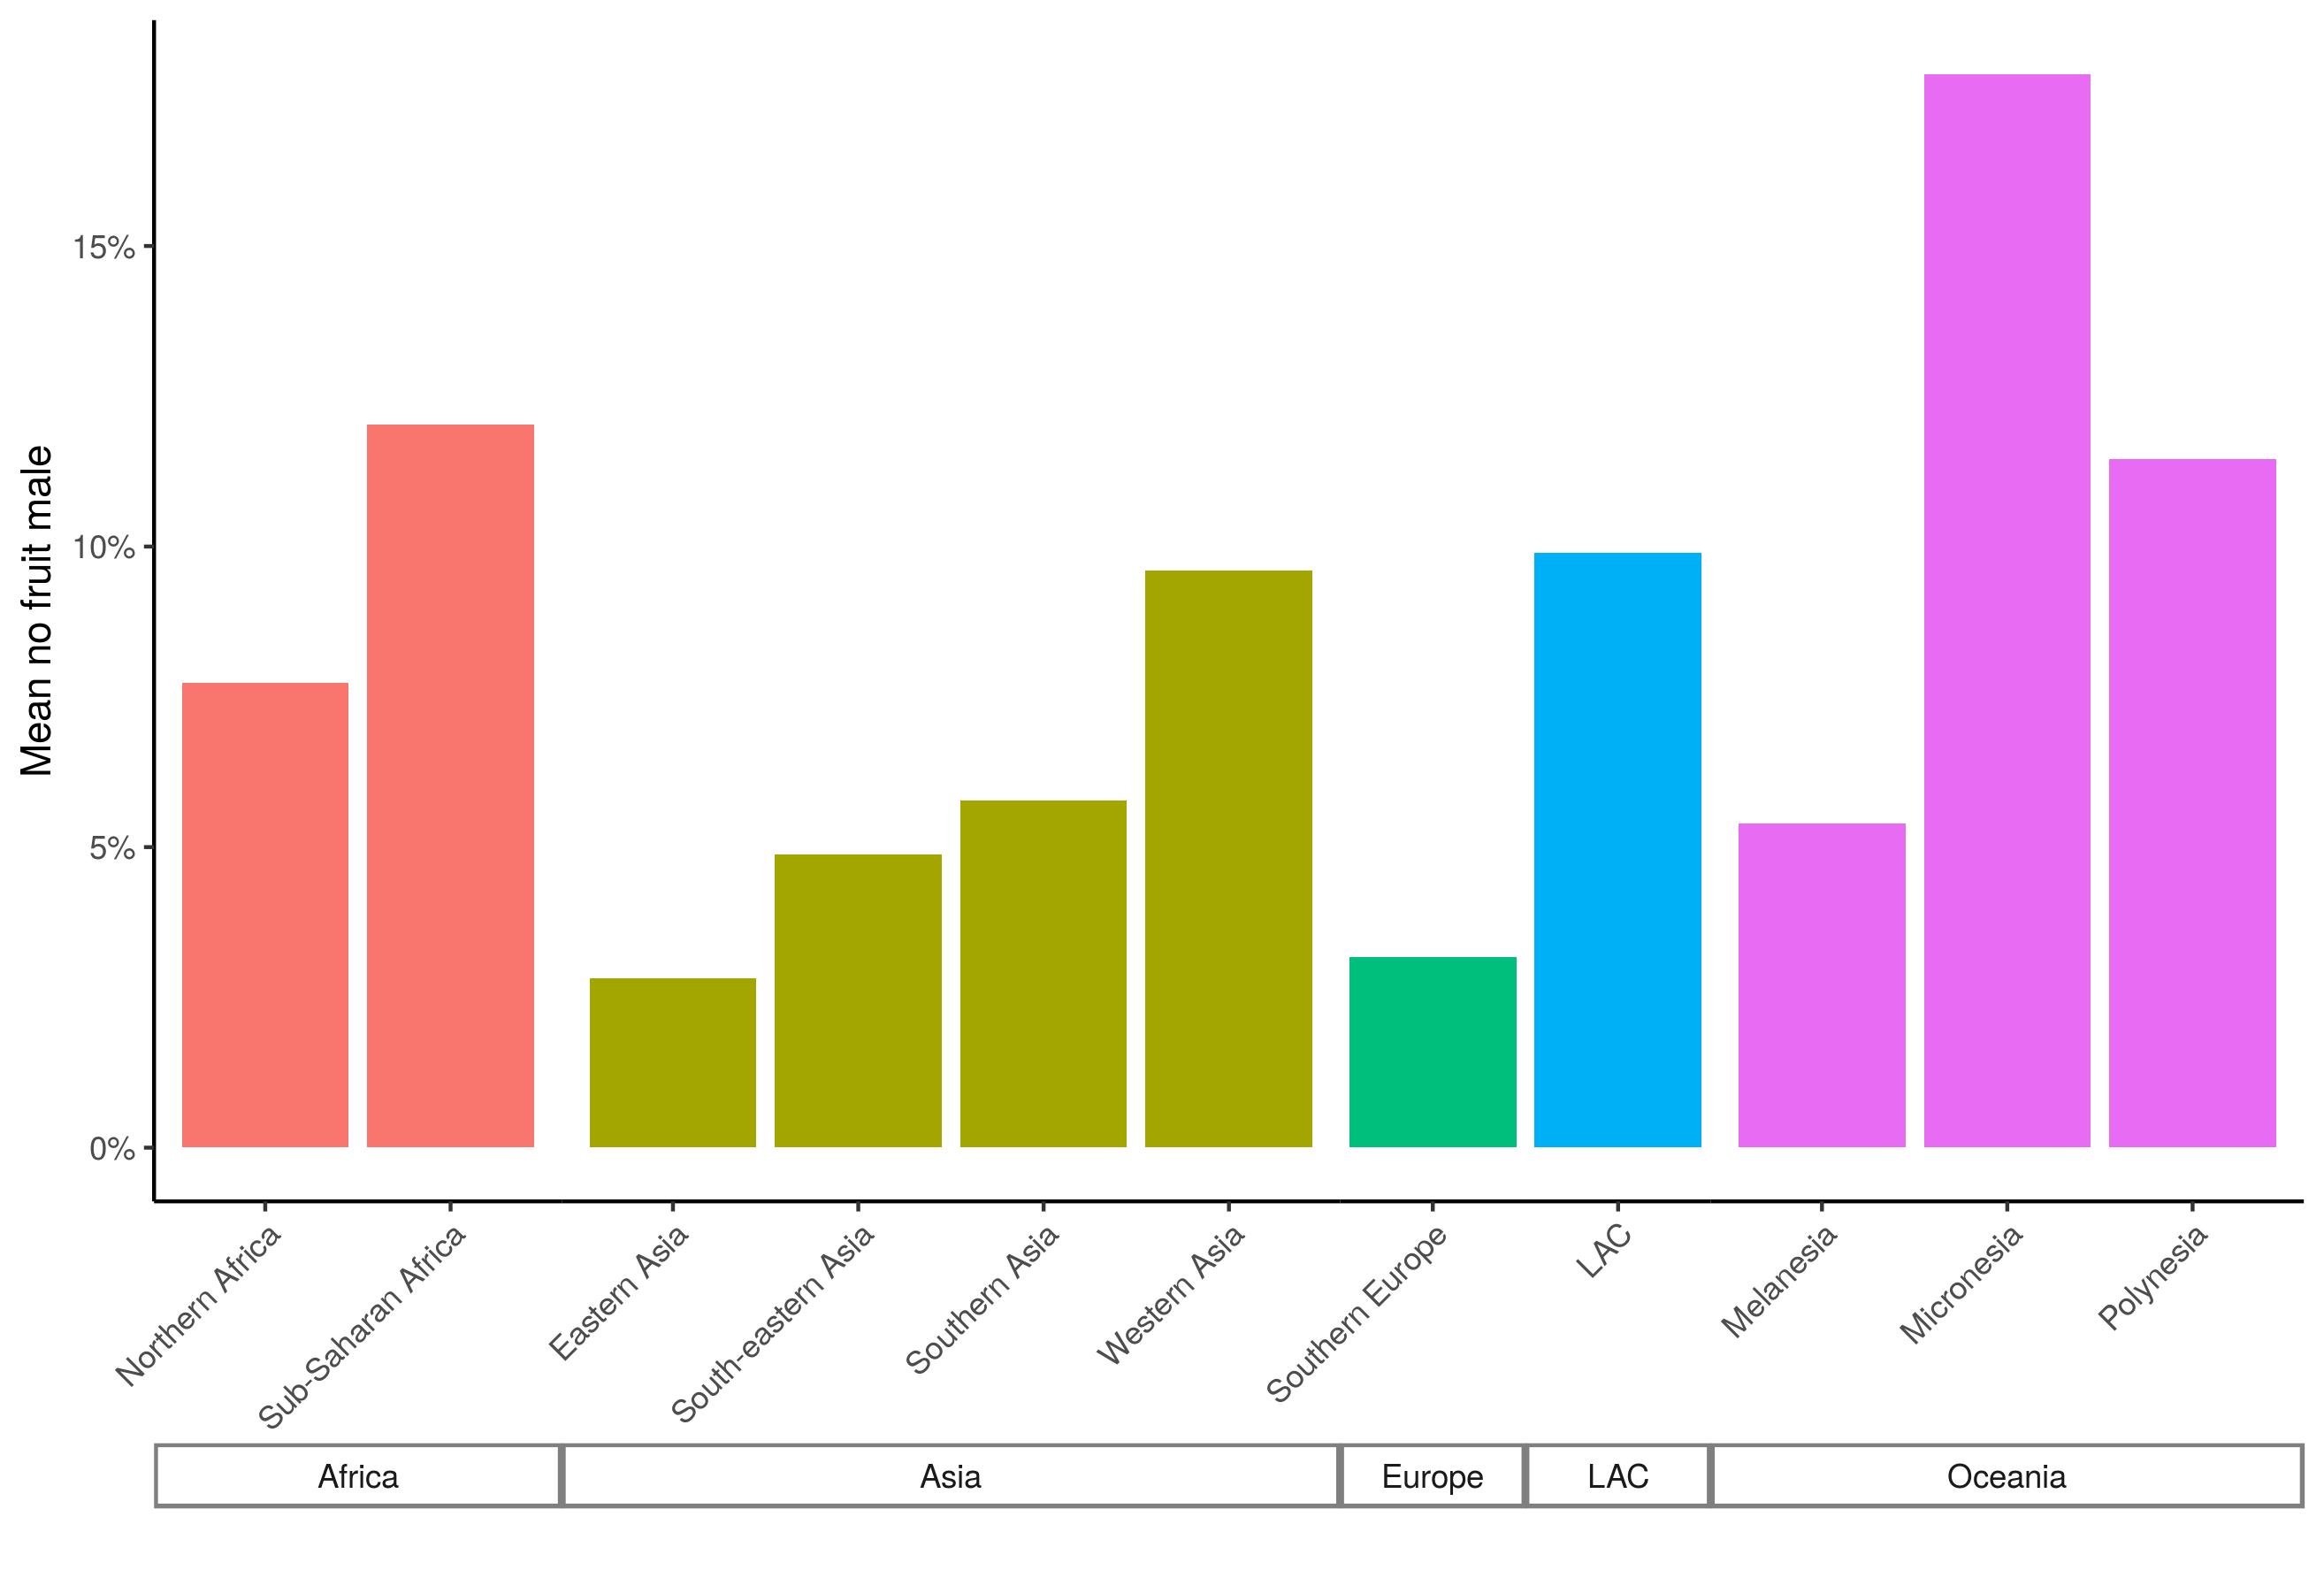 Mean no fruit male
15%
10%
5%
0%
Northern Africa
Sub-Saharan Africa
Eastern Asia
South-eastern Asia
Southern Asia
Western Asia
Southern Europe
LAC
Melanesia
Micronesia
Polynesia
Africa
Asia
Europe
LAC
Oceania